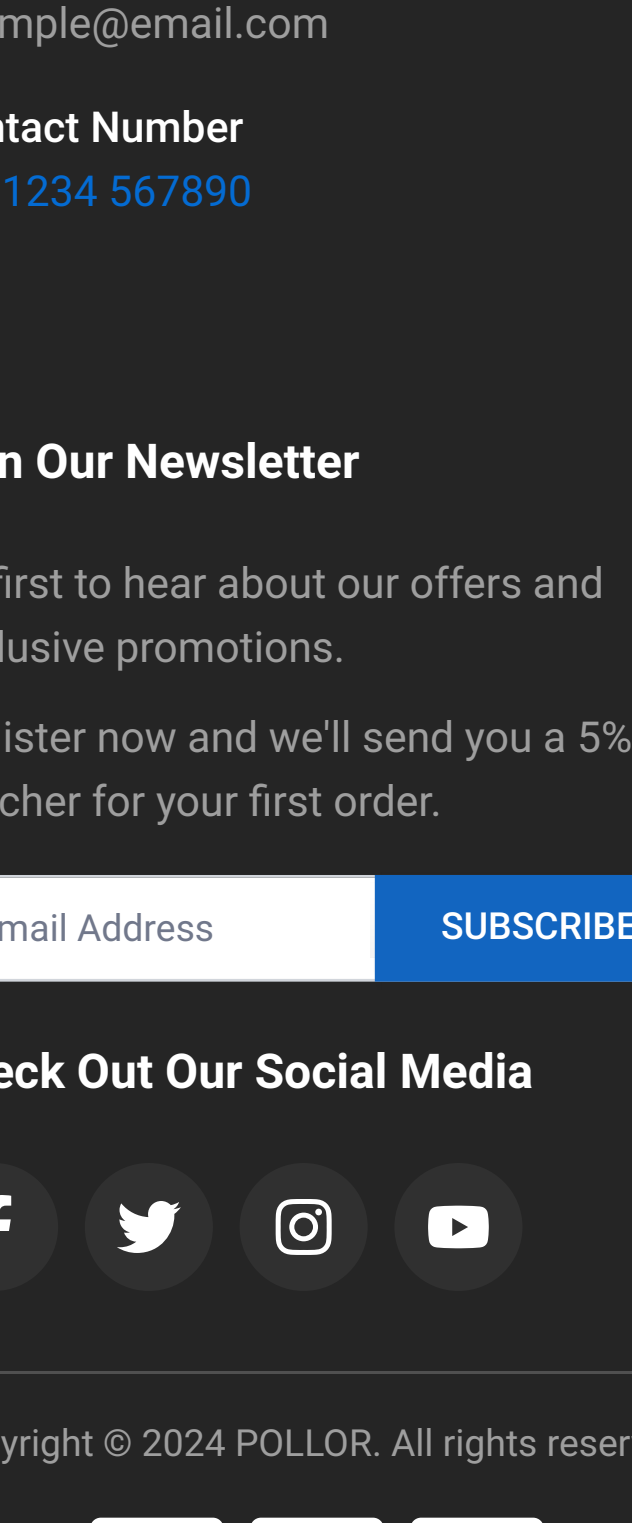 mple@email.com
ntact Number
1234 567890
n Our Newsletter
first to hear about our offers and
lusive promotions.
ister now and we'll send you a 5%
cher for your first order.
mail Address
SUBSCRIBE
eck Out Our Social Media
yright © 2024 POLLOR. All rights reser